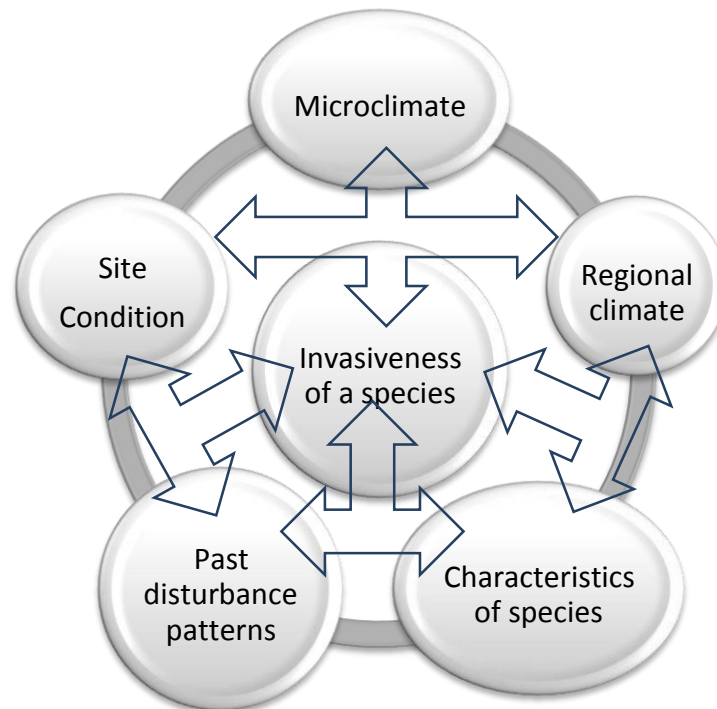 Microclimate
Site
Condition
Regional
climate
Invasiveness
of a species
Past
disturbance
patterns
Characteristics
of species